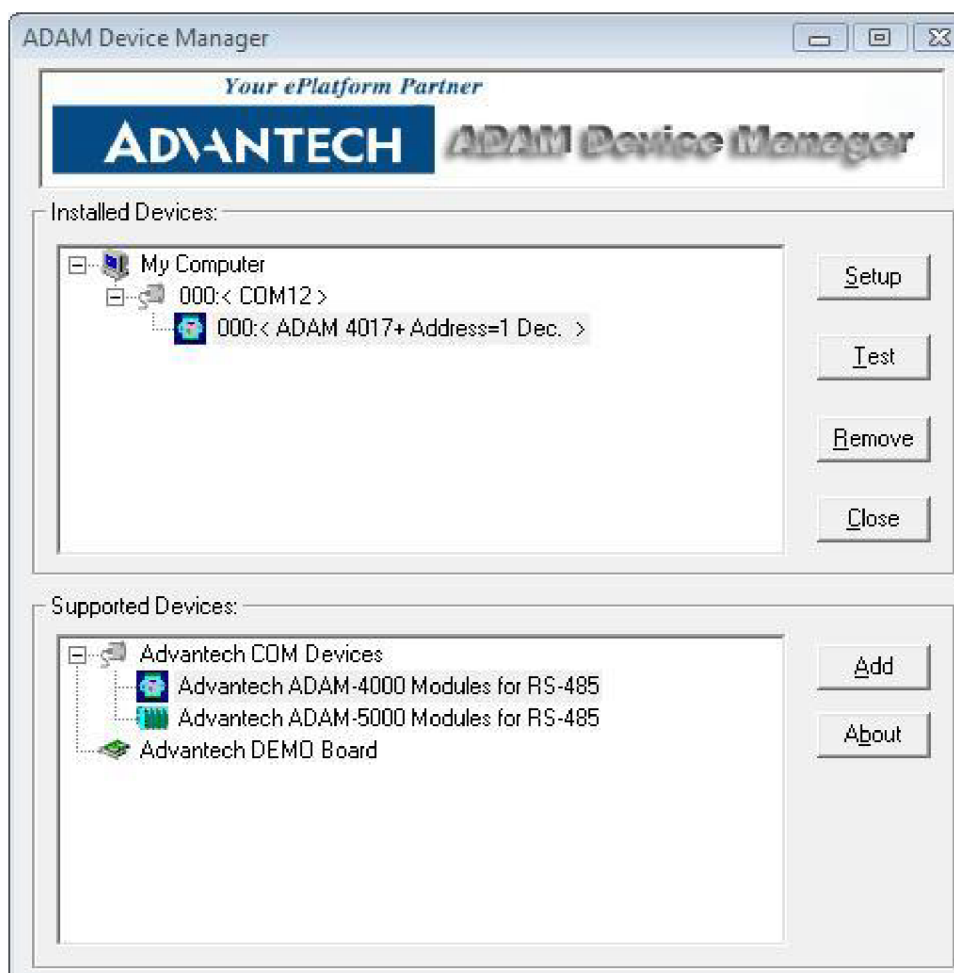 ADAM Device Manager
Your ePlatform Partner
ADVANTECH ADAM Device Manager
Installed Devices:
My Computer
000:< COM12 >
000:< ADAM 4017+ Address=1 Dec. >
Setup
Test
Remove
Close
Supported Devices:
Advantech COM Devices
Advantech ADAM-4000 Modules for RS-485
Advantech ADAM-5000 Modules for RS-485
Advantech DEMO Board
Add
About